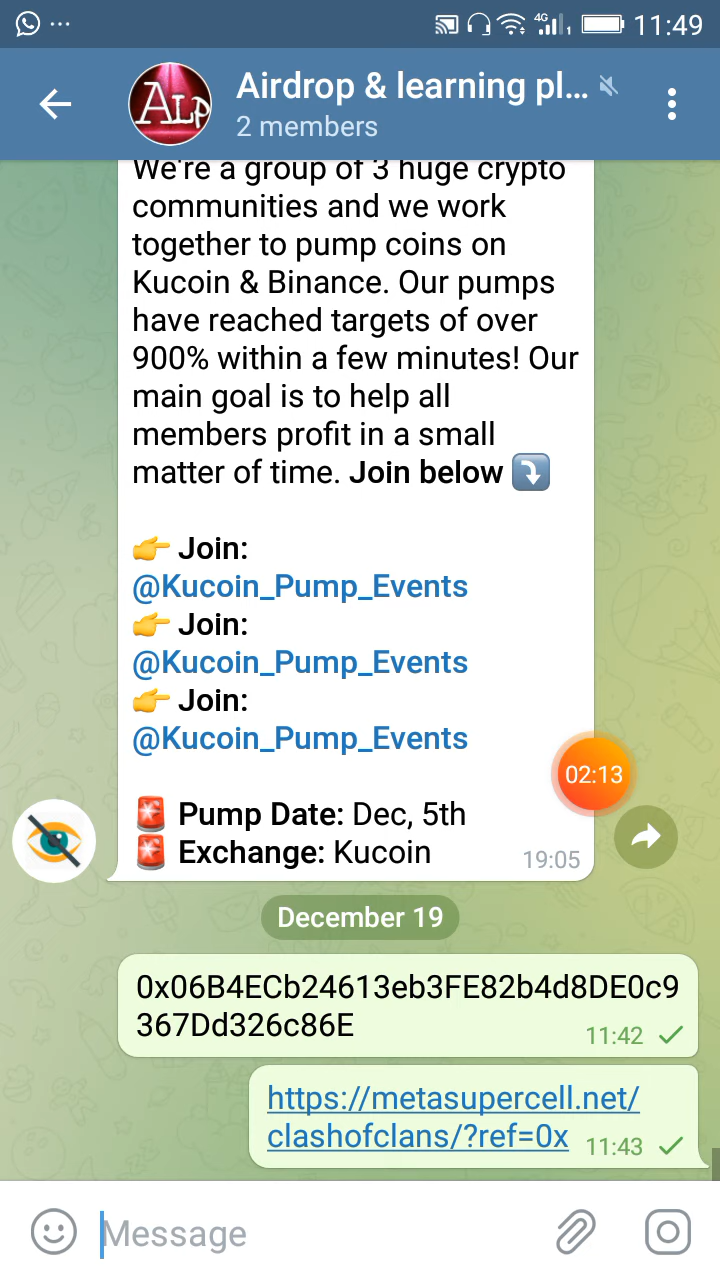 11:49
4G
1
ALP
Airdrop & learning pl...
2 members
We're a group of 3 huge crypto
communities and we work
together to pump coins on
Kucoin & Binance. Our pumps
have reached targets of over
900% within a few minutes! Our
main goal is to help all
members profit in a small
matter of time. Join below ⤵️
👉 Join:
@Kucoin_Pump_Events
👉 Join:
@Kucoin_Pump_Events
👉 Join:
@Kucoin_Pump_Events
02:13
🚨 Pump Date: Dec, 5th
🚨 Exchange: Kucoin
19:05
December 19
0x06B4ECb24613eb3FE82b4d8DE0c9
367Dd326c86E
11:42
https://metasupercell.net/
clashofclans/?ref=0x
11:43
Message